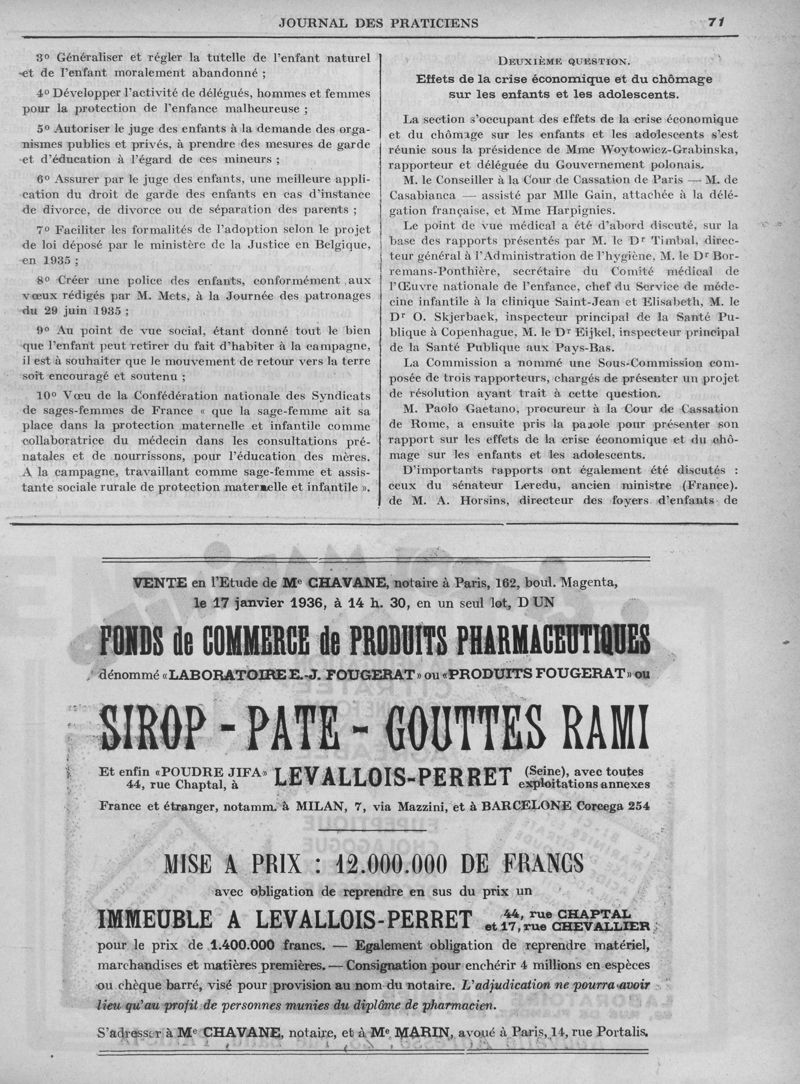 JOURNAL DES PRATICIENS 71
3º Généraliser et régler la tutelle de l'enfant naturel
et de l'enfant moralement abandonné ;
4º Développer l'activité de délégués, hommes et femmes
pour la protection de l'enfance malheureuse ;
5º Autoriser le juge des enfants à la demande des orga-
nismes publics et privés, à prendre des mesures de garde
et d'éducation à l'égard de ces mineurs ;
6º Assurer par le juge des enfants, une meilleure appli-
cation du droit de garde des enfants en cas d'instance
de divorce, de divorce ou de séparation des parents ;
7º Faciliter les formalités de l'adoption selon le projet
de loi déposé par le ministère de la Justice en Belgique,
en 1935 ;
8º Créer une police des enfants, conformément aux
vœux rédigés par M. Mets, à la Journée des patronages
du 29 juin 1935 ;
9º Au point de vue social, étant donné tout le bien
que l'enfant peut retirer du fait d'habiter à la campagne,
il est à souhaiter que le mouvement de retour vers la terre
soit encouragé et soutenu ;
10º Vœu de la Confédération nationale des Syndicats
de sages-femmes de France « que la sage-femme ait sa
place dans la protection maternelle et infantile comme
collaboratrice du médecin dans les consultations pré-
natales et de nourrissons, pour l'éducation des mères.
A la campagne, travaillant comme sage-femme et assis-
tante sociale rurale de protection maternelle et infantile ».
DEUXIÈME QUESTION.
Effets de la crise économique et du chômage
sur les enfants et les adolescents.
La section s'occupant des effets de la crise économique
et du chômage sur les enfants et les adolescents s'est
réunie sous la présidence de Mme Woytowiez-Grabinska,
rapporteur et déléguée du Gouvernement polonais.
M. le Conseiller à la Cour de Cassation de Paris — M. de
Casabianca — assisté par Mlle Gain, attachée à la délé-
gation française, et Mme Harpignies.
Le point de vue médical a été d'abord discuté, sur la
base des rapports présentés par M. le Dr Timbal, direc-
teur général à l'Administration de l'hygiène, M. le Dr Bor-
remans-Ponthière, secrétaire du Comité médical de
l'Œuvre nationale de l'enfance, chef du Service de méde-
cine infantile à la clinique Saint-Jean et Elisabeth, M. le
Dr O. Skjerbaek, inspecteur principal de la Santé Pu-
blique à Copenhague, M. le Dr Eijkel, inspecteur principal
de la Santé Publique aux Pays-Bas.
La Commission a nommé une Sous-Commission com-
posée de trois rapporteurs, chargés de présenter un projet
de résolution ayant trait à cette question.
M. Paolo Gaetano, procureur à la Cour de Cassation
de Rome, a ensuite pris la parole pour présenter son
rapport sur les effets de la crise économique et du chô-
mage sur les enfants et les adolescents.
D'importants rapports ont également été discutés :
ceux du sénateur Leredu, ancien ministre (France).
de M. A. Horsins, directeur des foyers d'enfants de
VENTE en l'Etude de Me CHAVANE, notaire à Paris, 162, boul. Magenta,
le 17 janvier 1936, à 14 h. 30, en un seul lot, D UN
FONDS de COMMERCE de PRODUITS PHARMACEUTIQUES
dénommé «LABORATOIRE E.-J. FOUGERAT» ou «PRODUITS FOUGERAT» ou
SIROP - PATE - GOUTTES RAMI
Et enfin «POUDRE JIFA»
44, rue Chaptal, à LEVALLOIS-PERRET (Seine), avec toutes
exploitations annexes
France et étranger, notamm. à MILAN, 7, via Mazzini, et à BARCELONE Corcega 254
MISE A PRIX : 12.000.000 DE FRANCS
avec obligation de reprendre en sus du prix un
IMMEUBLE A LEVALLOIS-PERRET 44, rue CHAPTAL
et 17, rue CHEVALLIER
pour le prix de 1.400.000 francs. — Egalement obligation de reprendre matériel,
marchandises et matières premières. — Consignation pour enchérir 4 millions en espèces
ou chèque barré, visé pour provision au nom du notaire. L'adjudication ne pourra avoir
lieu qu'au profit de personnes munies du diplôme de pharmacien.
S'adresser à Me CHAVANE, notaire, et à Me MARIN, avoué à Paris, 14, rue Portalis.